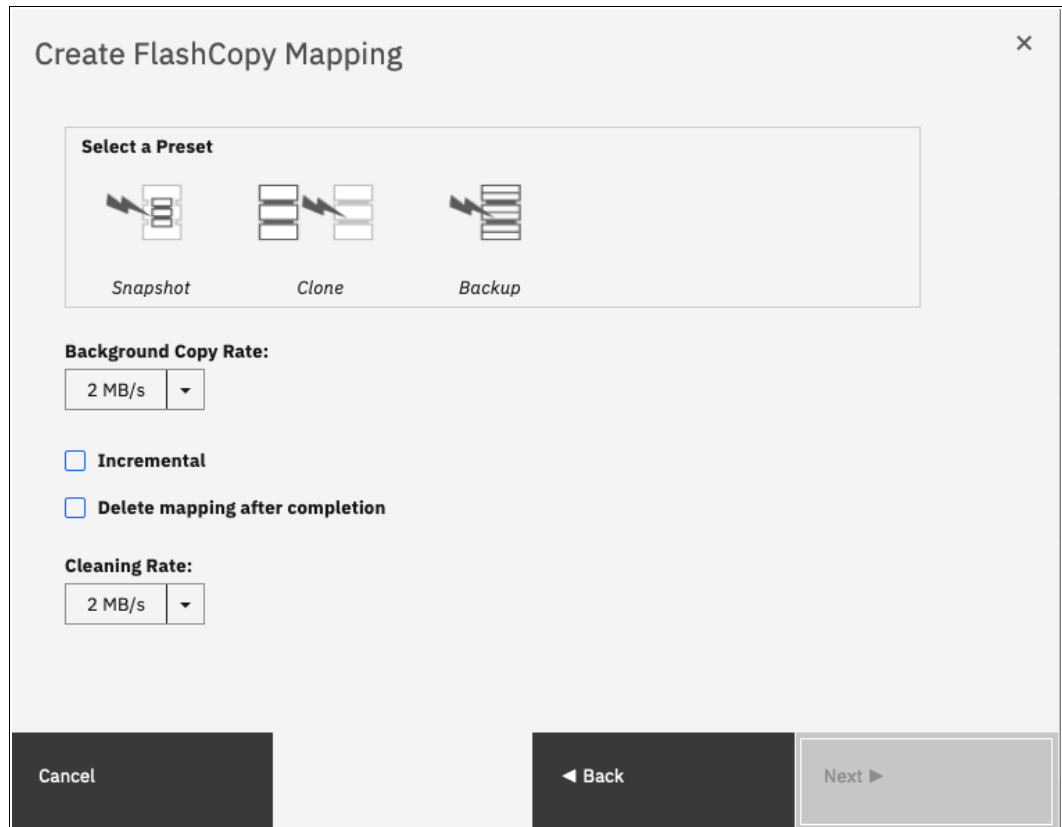 Create FlashCopy Mapping
Select a Preset
Snapshot Clone Backup
Background Copy Rate:
2 MB/s
Incremental
Delete mapping after completion
Cleaning Rate:
2 MB/s
Cancel Back Next